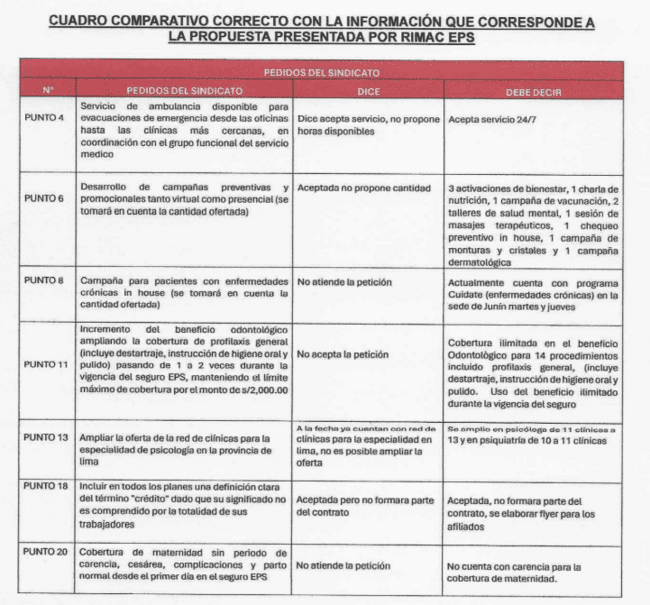 CUADRO COMPARATIVO CORRECTO CON LA INFORMACIÓN QUE CORRESPONDE A
LA PROPUESTA PRESENTADA POR RIMAC EPS
PEDIDOS DEL SINDICATO
N° PEDIDOS DEL SINDICATO DICE DEBE DECIR
PUNTO 4
Servicio de ambulancia disponible para
evacuaciones de emergencia desde las oficinas
hasta las clínicas más cercanas, en
coordinación con el grupo funcional del servicio
medico
Dice acepta servicio, no propone
horas disponibles
Acepta servicio 24/7
PUNTO 6
Desarrollo de campañas preventivas y
promocionales tanto virtual como presencial (se
tomará en cuenta la cantidad ofertada)
Aceptada no propone cantidad
3 activaciones de bienestar, 1 charla de
nutrición, 1 campaña de vacunación, 2
talleres de salud mental, 1 sesión de
masajes terapéuticos, 1 chequeo
preventivo in house, 1 campaña de
monturas y cristales y 1 campaña
dermatológica
PUNTO 8
Campaña para pacientes con enfermedades
crónicas in house (se tomará en cuenta la
cantidad ofertada)
No atiende la petición
Actualmente cuenta con programa
Cuidate (enfermedades crónicas) en la
sede de Junín martes y jueves
PUNTO 11
Incremento del beneficio odontológico
ampliando la cobertura de profilaxis general
(incluye destartraje, instrucción de higiene oral y
pulido) pasando de 1 a 2 veces durante la
vigencia del seguro EPS, manteniendo el límite
máximo de cobertura por el monto de s/2,000.00
No acepta la petición
Cobertura ilimitada en el beneficio
Odontològico para 14 procedimientos
incluido profilaxis general, (incluye
destartraje, instrucción de higiene oral y
pulido. Uso del beneficio ilimitado
durante la vigencia del seguro
PUNTO 13
Ampliar la oferta de la red de clínicas para la
especialidad de psicología en la provincia de
lima
A la fecha ya cuentan con red de
clínicas para la especialidad en
lima, no es posible ampliar la
oferta
Se amplio en psicóloga de 11 clínicas a
13 y en psiquiatría de 10 a 11 clínicas
PUNTO 18
Incluir en todos los planes una definición clara
del término "crédito" dado que su significado no
es comprendido por la totalidad de sus
trabajadores
Aceptada pero no formara parte
del contrato
Aceptada, no formara parte del
contrato, se elaborar flyer para los
afiliados
PUNTO 20
Cobertura de maternidad sin periodo de
carencia, cesárea, complicaciones y parto
normal desde el primer día en el seguro EPS
No atiende la petición
No cuenta con carencia para la
cobertura de maternidad.